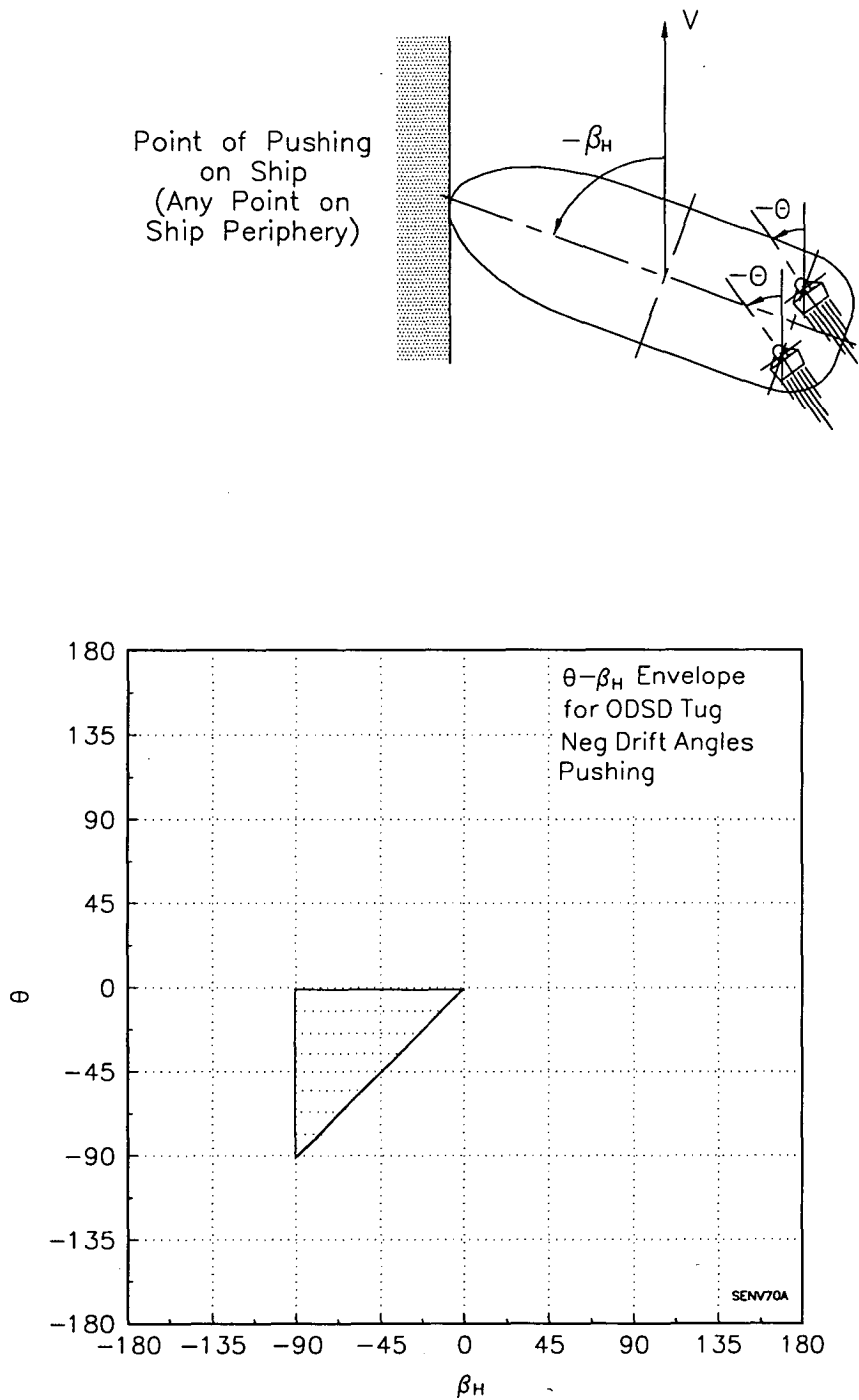 V
Point of Pushing
on Ship
(Any Point on
Ship Periphery)
-βH
-Θ
-Θ
θ-βH Envelope
for ODSD Tug
Neg Drift Angles
Pushing
180
135
90
45
0
-45
-90
-135
-180
θ
SENV70A
-180 -135 -90 -45 0 45 90 135 180
βH